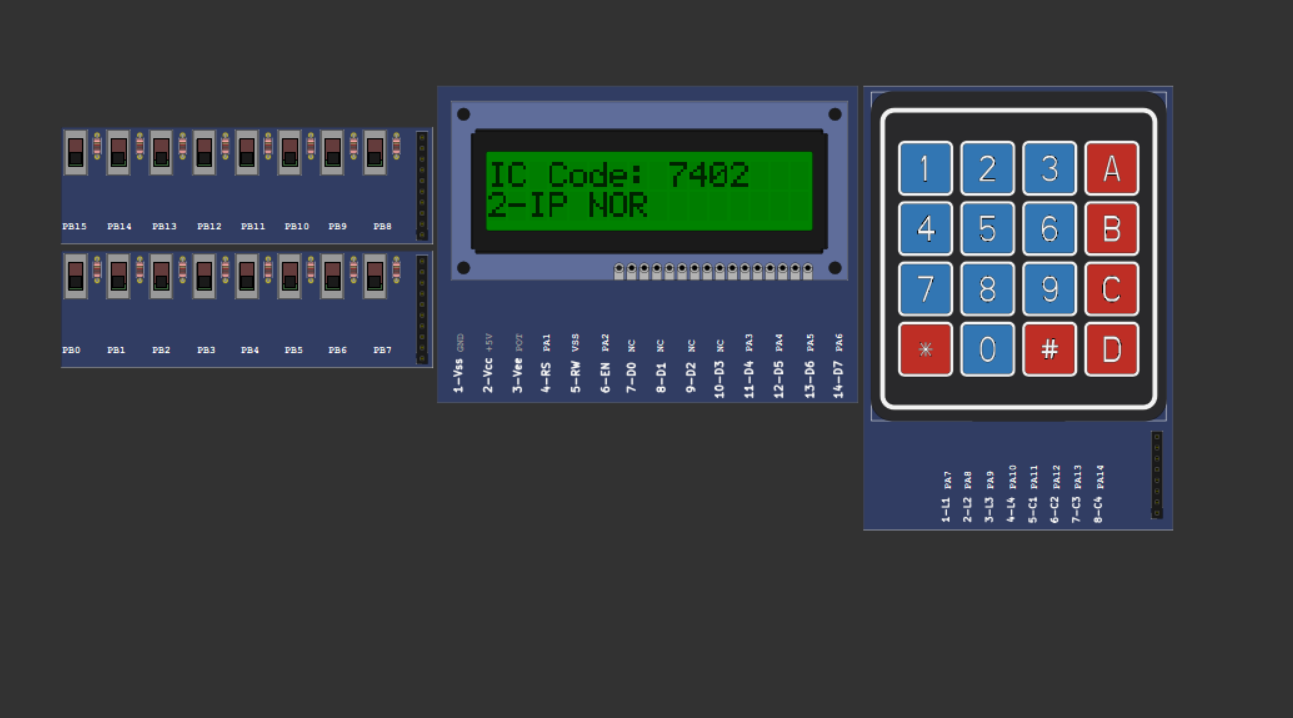 PB15 PB14 PB13 PB12 PB11 PB10 PB9 PB8
PB0 PB1 PB2 PB3 PB4 PB5 PB6 PB7
IC Code: 7402
2-IP NOR
1-Vss GND
2-Vcc +5V
3-Vee POT
4-RS PA1
5-RW VSS
6-EN PA2
7-D0 NC
8-D1 NC
9-D2 NC
10-D3 NC
11-D4 PA3
12-D5 PA4
13-D6 PA5
14-D7 PA6
1 2 3 A
4 5 6 B
7 8 9 C
* 0 # D
1-L1 PA7
2-L2 PA8
3-L3 PA9
4-L4 PA10
5-C1 PA11
6-C2 PA12
7-C3 PA13
8-C4 PA14